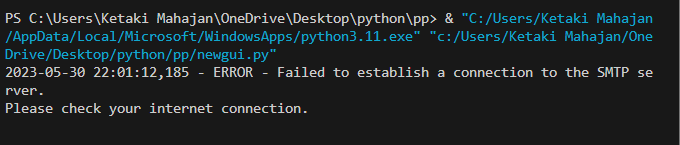 PS C:\Users\Ketaki Mahajan\OneDrive\Desktop\python\pp> & "C:/Users/Ketaki Mahajan
/AppData/Local/Microsoft/WindowsApps/python3.11.exe" "c:/Users/Ketaki Mahajan/One
Drive/Desktop/python/pp/newgui.py"
2023-05-30 22:01:12,185 - ERROR - Failed to establish a connection to the SMTP se
rver.
Please check your internet connection.